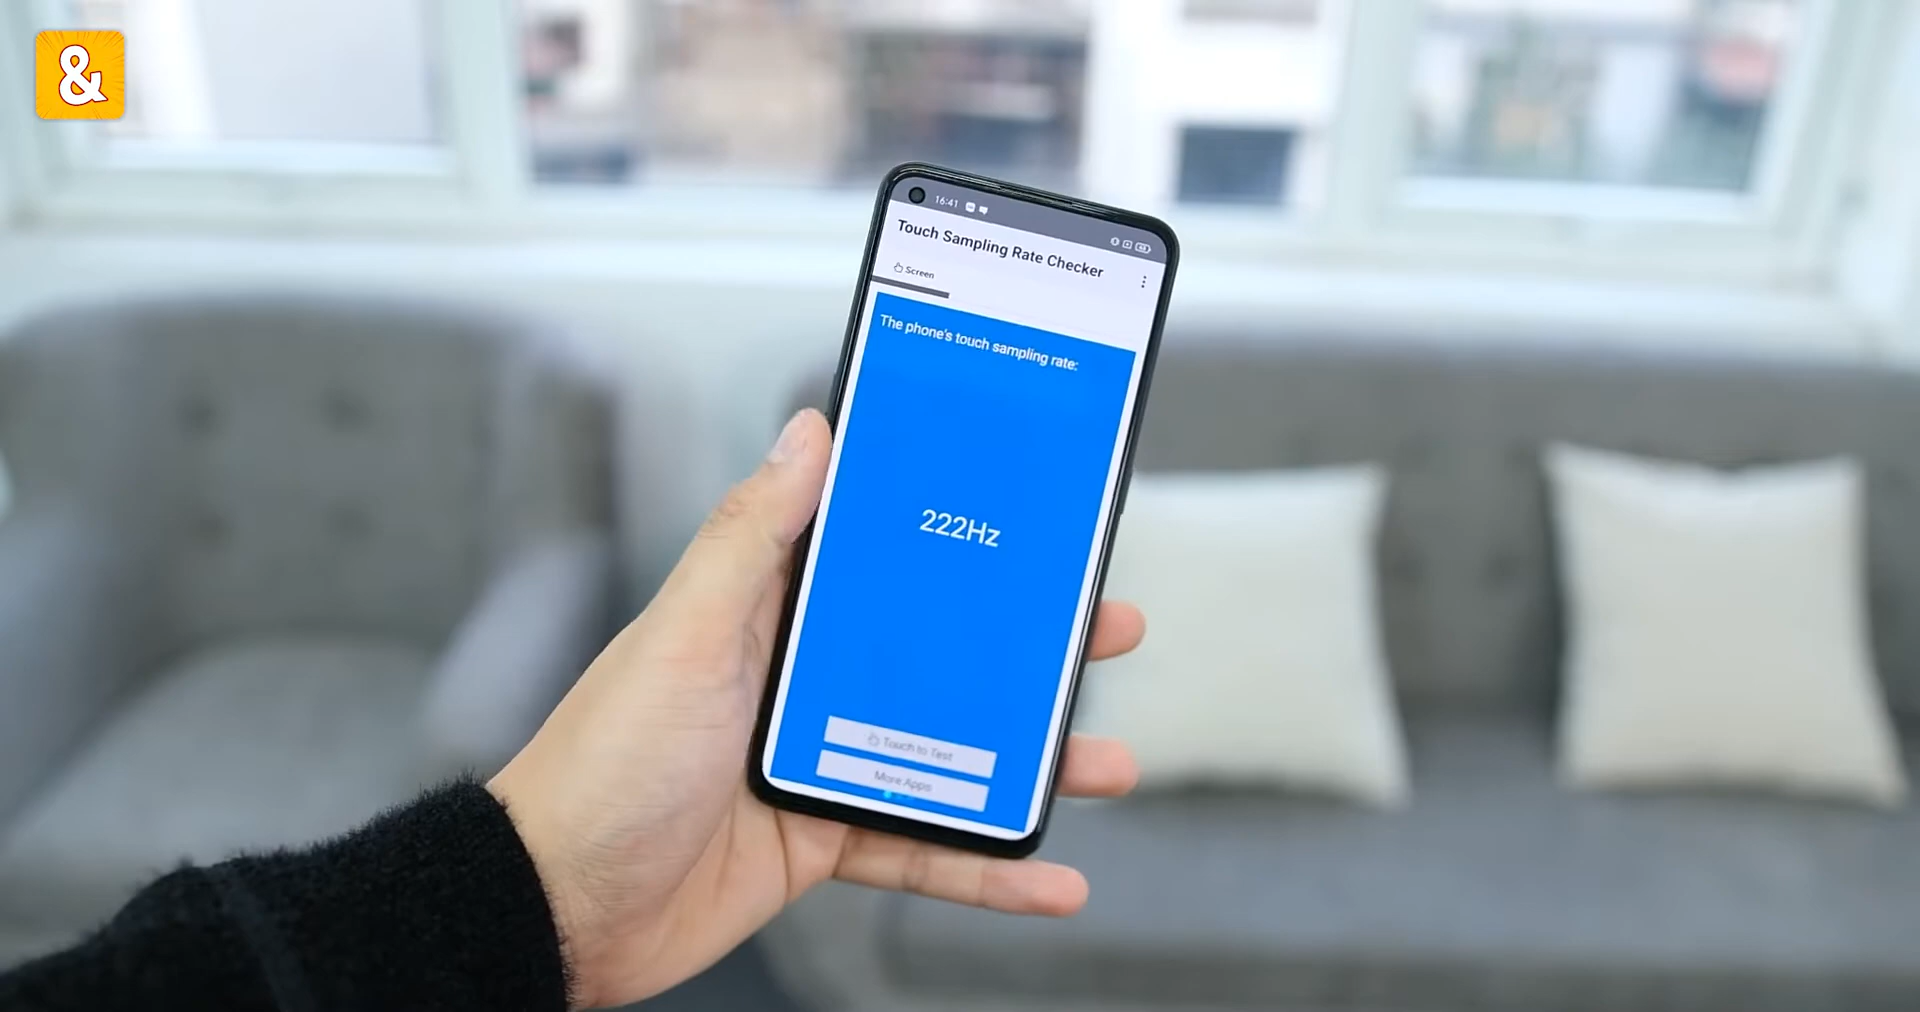 &
16:41
Touch Sampling Rate Checker
Screen
The phone's touch sampling rate:
222Hz
Touch to Test
More Apps